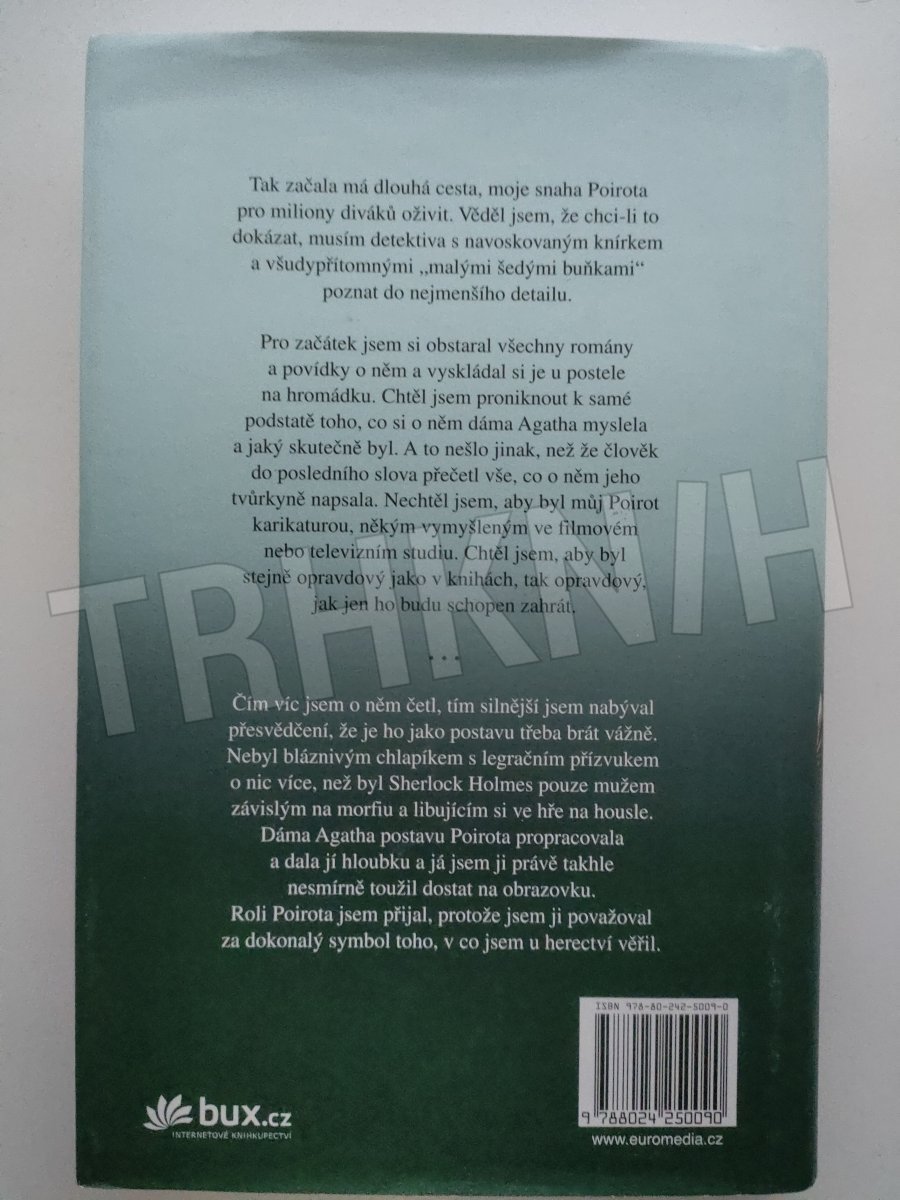 Tak začala má dlouhá cesta, moje snaha Poirota
pro miliony diváků oživit. Věděl jsem, že chci-li to
dokázat, musím detektiva s navoskovaným knírkem
a všudypřítomnými „malými šedými buňkami“
poznat do nejmenšího detailu.
Pro začátek jsem si obstaral všechny romány
a povídky o něm a vyskládal si je u postele
na hromádku. Chtěl jsem proniknout k samé
podstatě toho, co si o něm dáma Agatha myslela
a jaký skutečně byl. A to nešlo jinak, než že člověk
do posledního slova přečetl vše, co o něm jeho
tvůrkyně napsala. Nechtěl jsem, aby byl můj Poirot
karikaturou, někým vymyšleným ve filmovém
nebo televizním studiu. Chtěl jsem, aby byl
stejně opravdový jako v knihách, tak opravdový,
jak jen ho budu schopen zahrát.
...
Čím víc jsem o něm četl, tím silnější jsem nabýval
přesvědčení, že je ho jako postavu třeba brát vážně.
Nebyl bláznivým chlapíkem s legračním přízvukem
o nic více, než byl Sherlock Holmes pouze mužem
závislým na morfiu a libujícím si ve hře na housle.
Dáma Agatha postavu Poirota propracovala
a dala jí hloubku a já jsem ji právě takhle
nesmírně toužil dostat na obrazovku.
Roli Poirota jsem přijal, protože jsem ji považoval
za dokonalý symbol toho, v co jsem u herectví věřil.
TRHKNIH
ISBN 978-80-242-5009-0
9 788024 250090
www.euromedia.cz
bux.cz
INTERNETOVÉ KNIHKUPECTVÍ